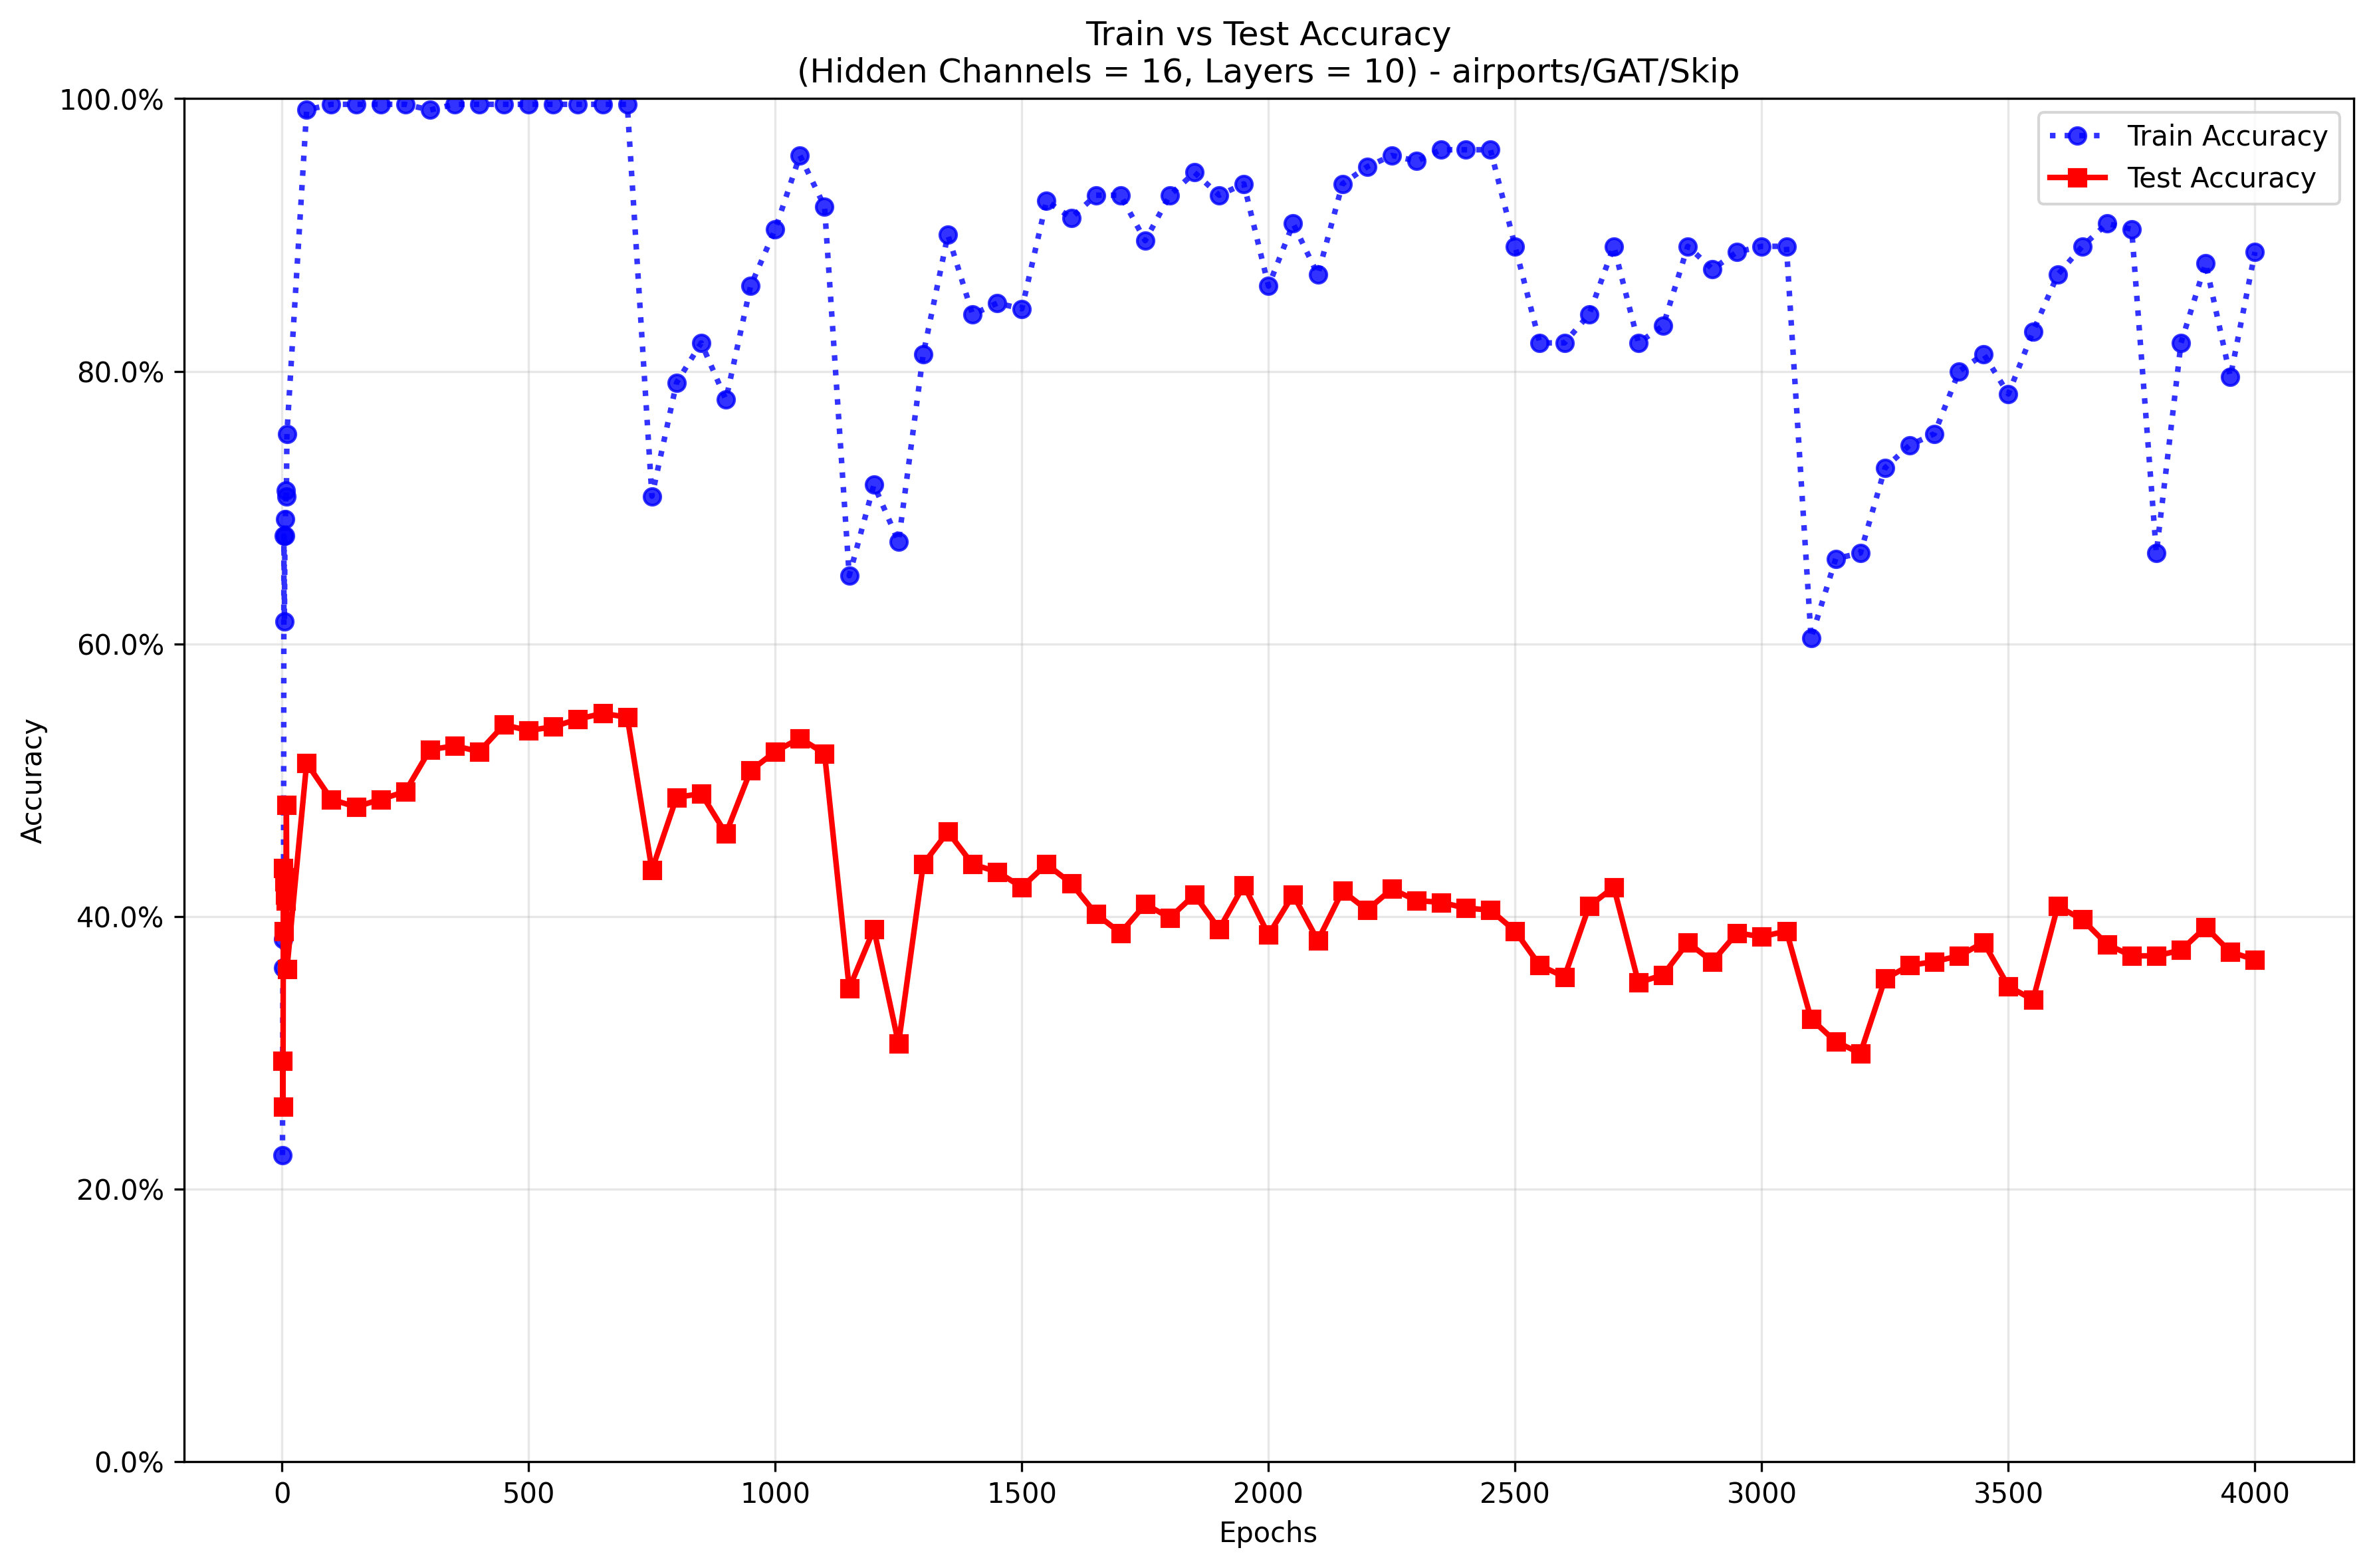 Train vs Test Accuracy
(Hidden Channels = 16, Layers = 10) - airports/GAT/Skip
Train Accuracy
Test Accuracy
100.0%
80.0%
60.0%
40.0%
20.0%
0.0%
Accuracy
0 500 1000 1500 2000 2500 3000 3500 4000
Epochs